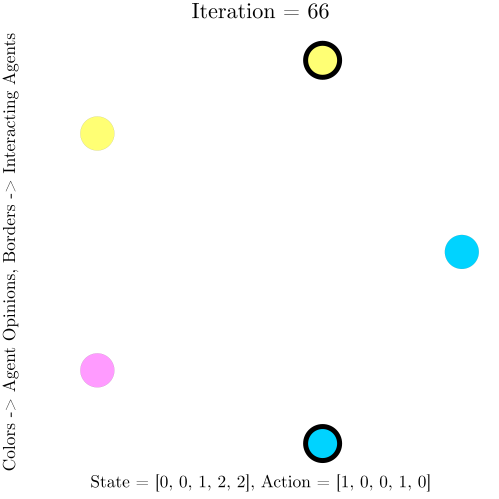 Iteration = 66
Colors -> Agent Opinions, Borders -> Interacting Agents
State = [0, 0, 1, 2, 2], Action = [1, 0, 0, 1, 0]